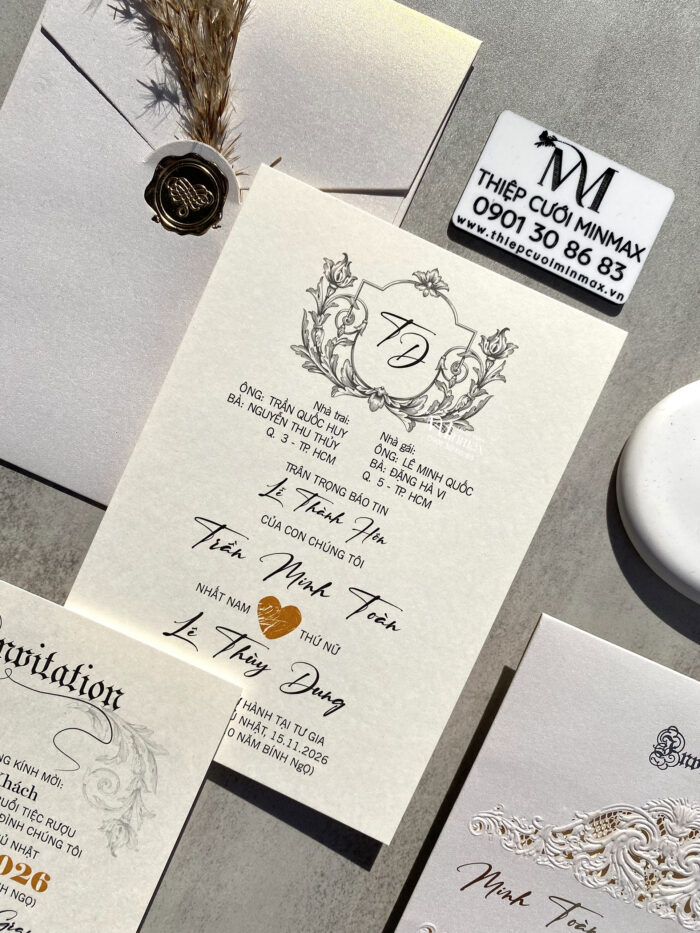 THIỆP CƯỚI MINMAX
0901 30 86 83
www.thiepcuoiminmax.vn
TD
Nhà trai:
ÔNG: TRẦN QUỐC HUY
BÀ: NGUYỄN THU THỦY
Q. 3 - TP. HCM
Nhà gái:
ÔNG: LÊ MINH QUỐC
BÀ: ĐẶNG HÀ VI
Q. 5 - TP. HCM
TRÂN TRỌNG BÁO TIN
Lễ Thành Hôn
CỦA CON CHÚNG TÔI
Trần Minh Toàn
NHẤT NAM
THỨ NỮ
Lê Thùy Dung
HÀNH TẠI TƯ GIA
NHẬT, 15.11.2026
NĂM BÍNH NGỌ)
Invitation
KÍNH MỜI:
Khách
TIỆC RƯỢU
ĐÌNH CHÚNG TÔI
NHẬT
2026
NGỌ)
Minh Toàn